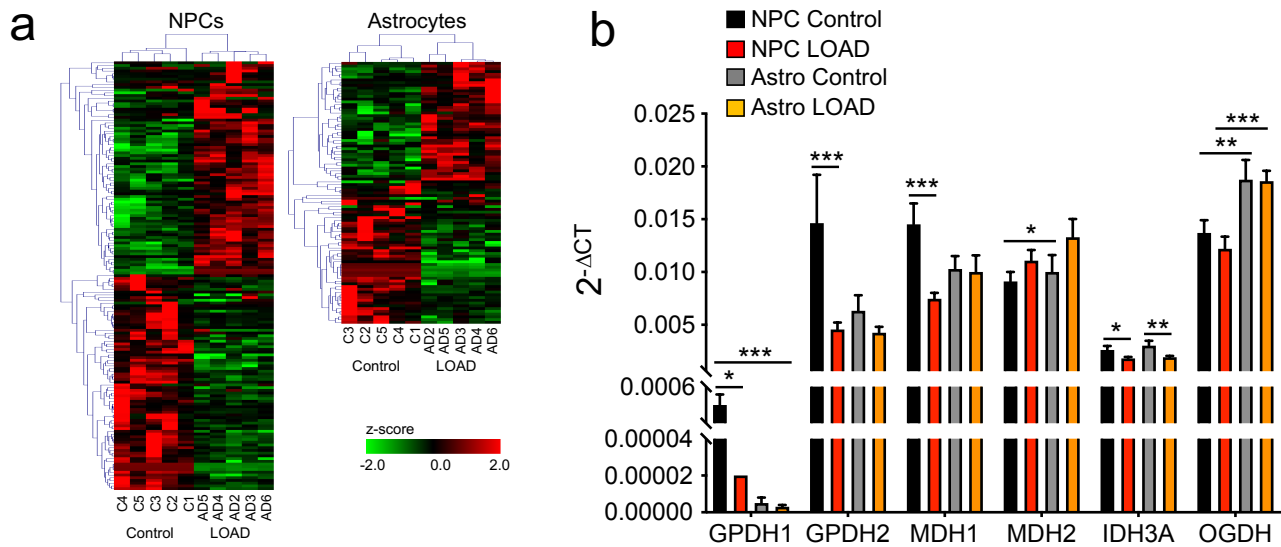 a
NPCs
Astrocytes
C4 C5 C3 C2 C1 AD5 AD4 AD2 AD3 AD6
Control LOAD
C3 C2 C5 C4 C1 AD2 AD5 AD3 AD4 AD6
Control LOAD
z-score
-2.0 0.0 2.0
b
NPC Control
NPC LOAD
Astro Control
Astro LOAD
2-ΔCT
0.025
0.020
0.015
0.010
0.005
0.0006
0.00004
0.00002
0.00000
* ***
***
***
*
* **
** ***
GPDH1 GPDH2 MDH1 MDH2 IDH3A OGDH